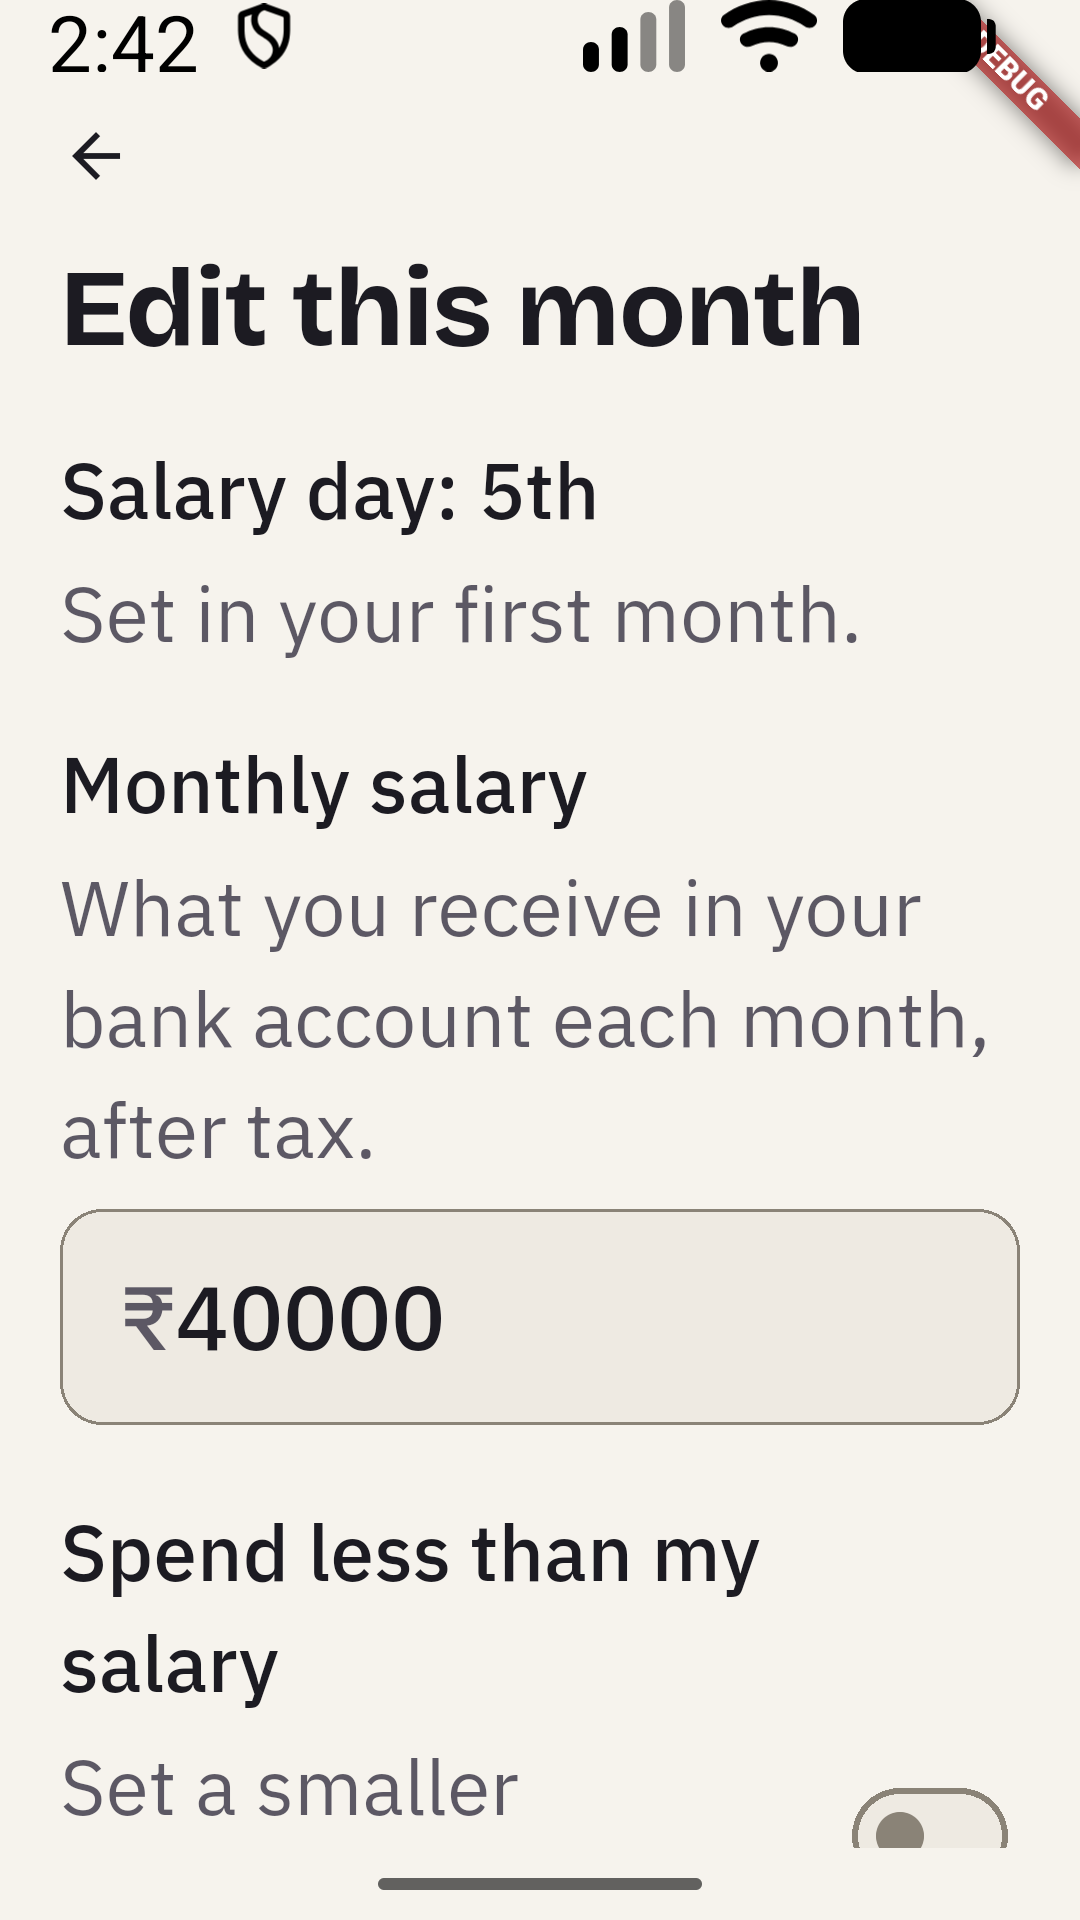 2:42
DEBUG
Edit this month
Salary day: 5th
Set in your first month.
Monthly salary
What you receive in your
bank account each month,
after tax.
₹40000
Spend less than my
salary
Set a smaller